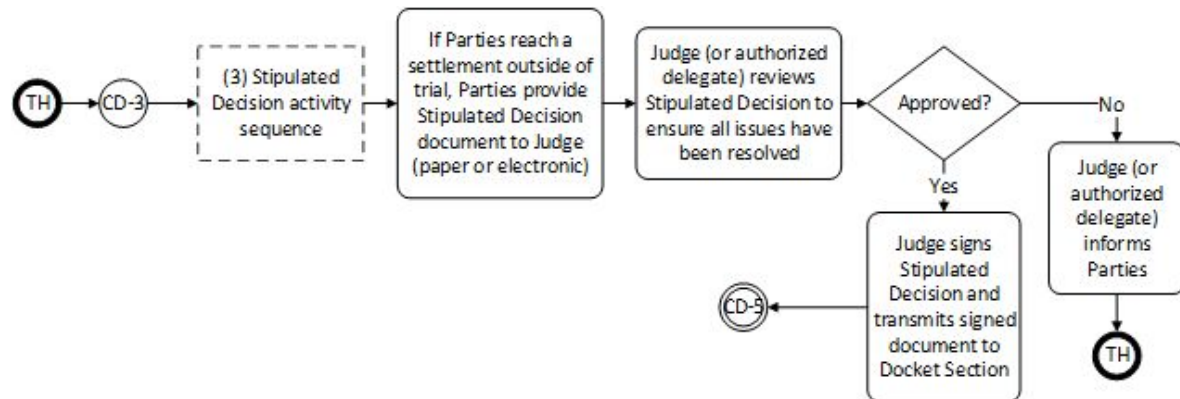 TH
CD-3
(3) Stipulated
Decision activity
sequence
If Parties reach a
settlement outside of
trial, Parties provide
Stipulated Decision
document to Judge
(paper or electronic)
Judge (or authorized
delegate) reviews
Stipulated Decision to
ensure all issues have
been resolved
Approved?
No
Judge (or
authorized
delegate)
informs
Parties
TH
Yes
Judge signs
Stipulated
Decision and
transmits signed
document to
Docket Section
CD-5